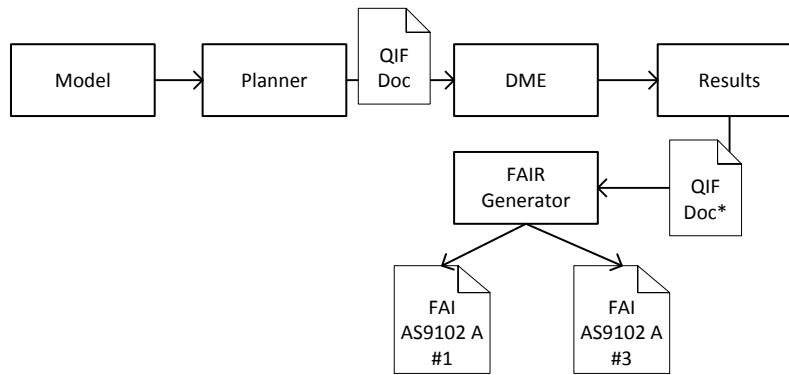 Model
Planner
QIF
Doc
DME
Results
FAIR
Generator
QIF
Doc*
FAI
AS9102 A
#1
FAI
AS9102 A
#3